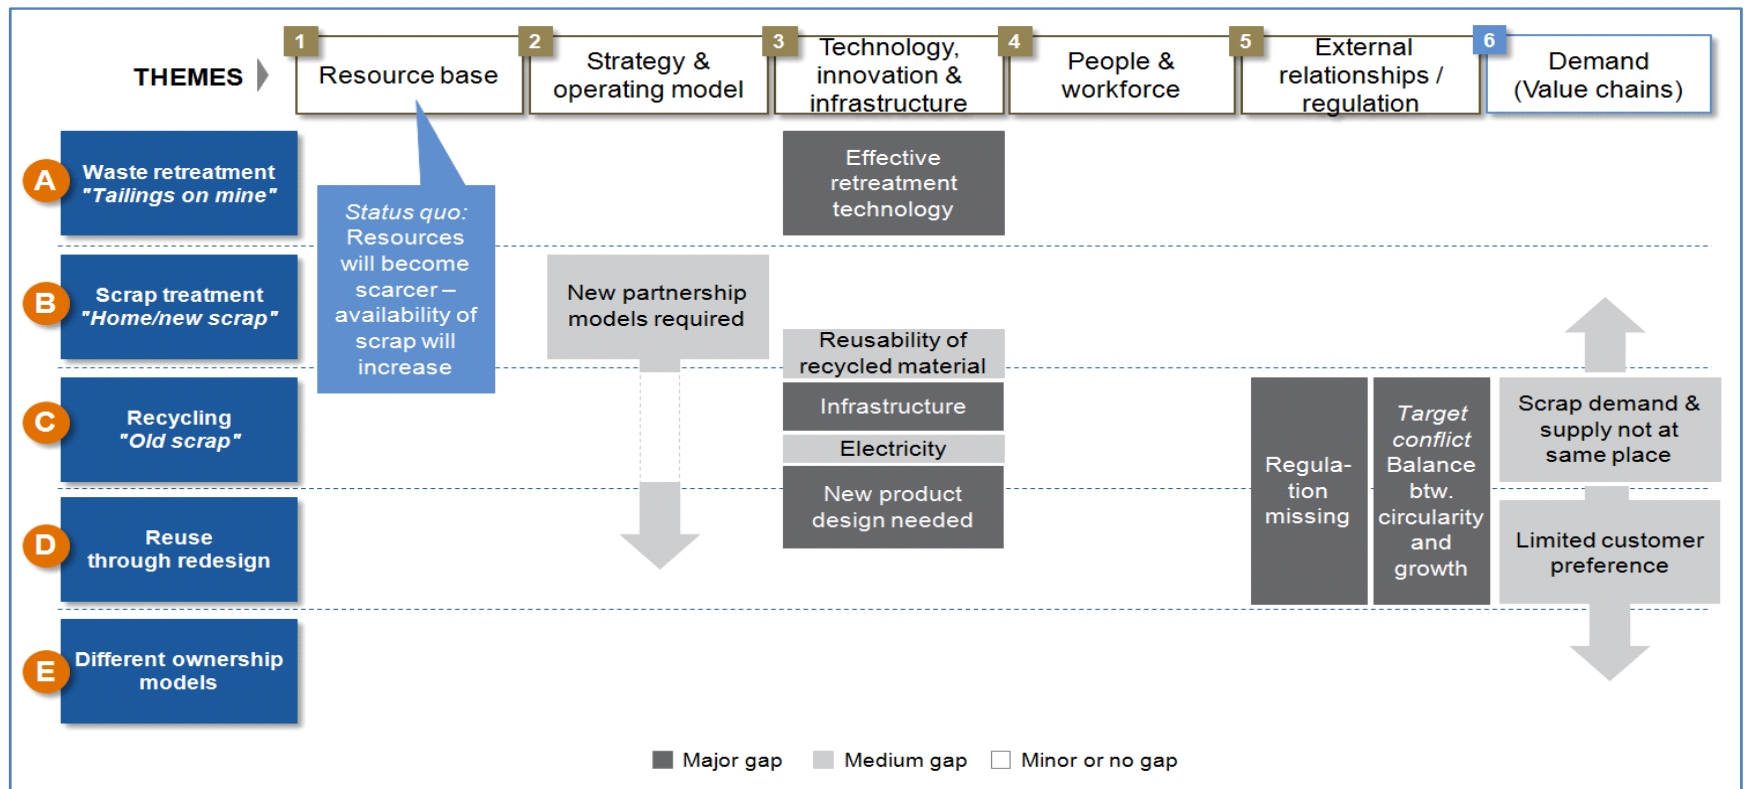 THEMES
1
Resource base
2
Strategy &
operating model
3
Technology,
innovation &
infrastructure
4
People &
workforce
5
External
relationships /
regulation
6
Demand
(Value chains)
A
Waste retreatment
"Tailings on mine"
Status quo:
Resources
will become
scarcer –
availability of
scrap will
increase
Effective
retreatment
technology
B
Scrap treatment
"Home/new scrap"
New partnership
models required
Reusability of
recycled material
C
Recycling
"Old scrap"
Infrastructure
Electricity
New product
design needed
Regula-
tion
missing
Target
conflict
Balance
btw.
circularity
and
growth
Scrap demand &
supply not at
same place
D
Reuse
through redesign
Limited customer
preference
E
Different ownership
models
Major gap
Medium gap
Minor or no gap